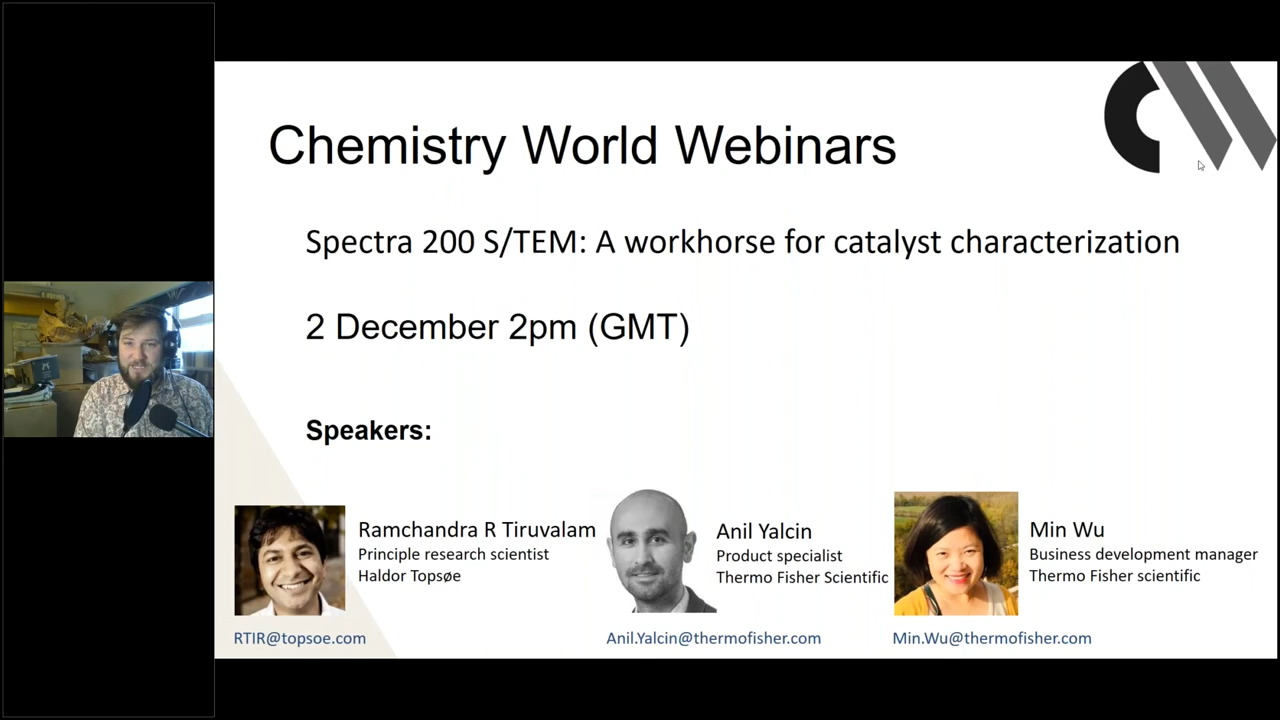 Chemistry World Webinars
Spectra 200 S/TEM: A workhorse for catalyst characterization
2 December 2pm (GMT)
Speakers:
Ramchandra R Tiruvalam
Principle research scientist
Haldor Topsøe
RTIR@topsoe.com
Anil Yalcin
Product specialist
Thermo Fisher Scientific
Anil.Yalcin@thermofisher.com
Min Wu
Business development manager
Thermo Fisher scientific
Min.Wu@thermofisher.com